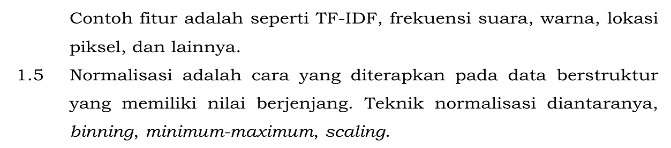 Contoh fitur adalah seperti TF-IDF, frekuensi suara, warna, lokasi
piksel, dan lainnya.
1.5 Normalisasi adalah cara yang diterapkan pada data berstruktur
yang memiliki nilai berjenjang. Teknik normalisasi diantaranya,
binning, minimum-maximum, scaling.